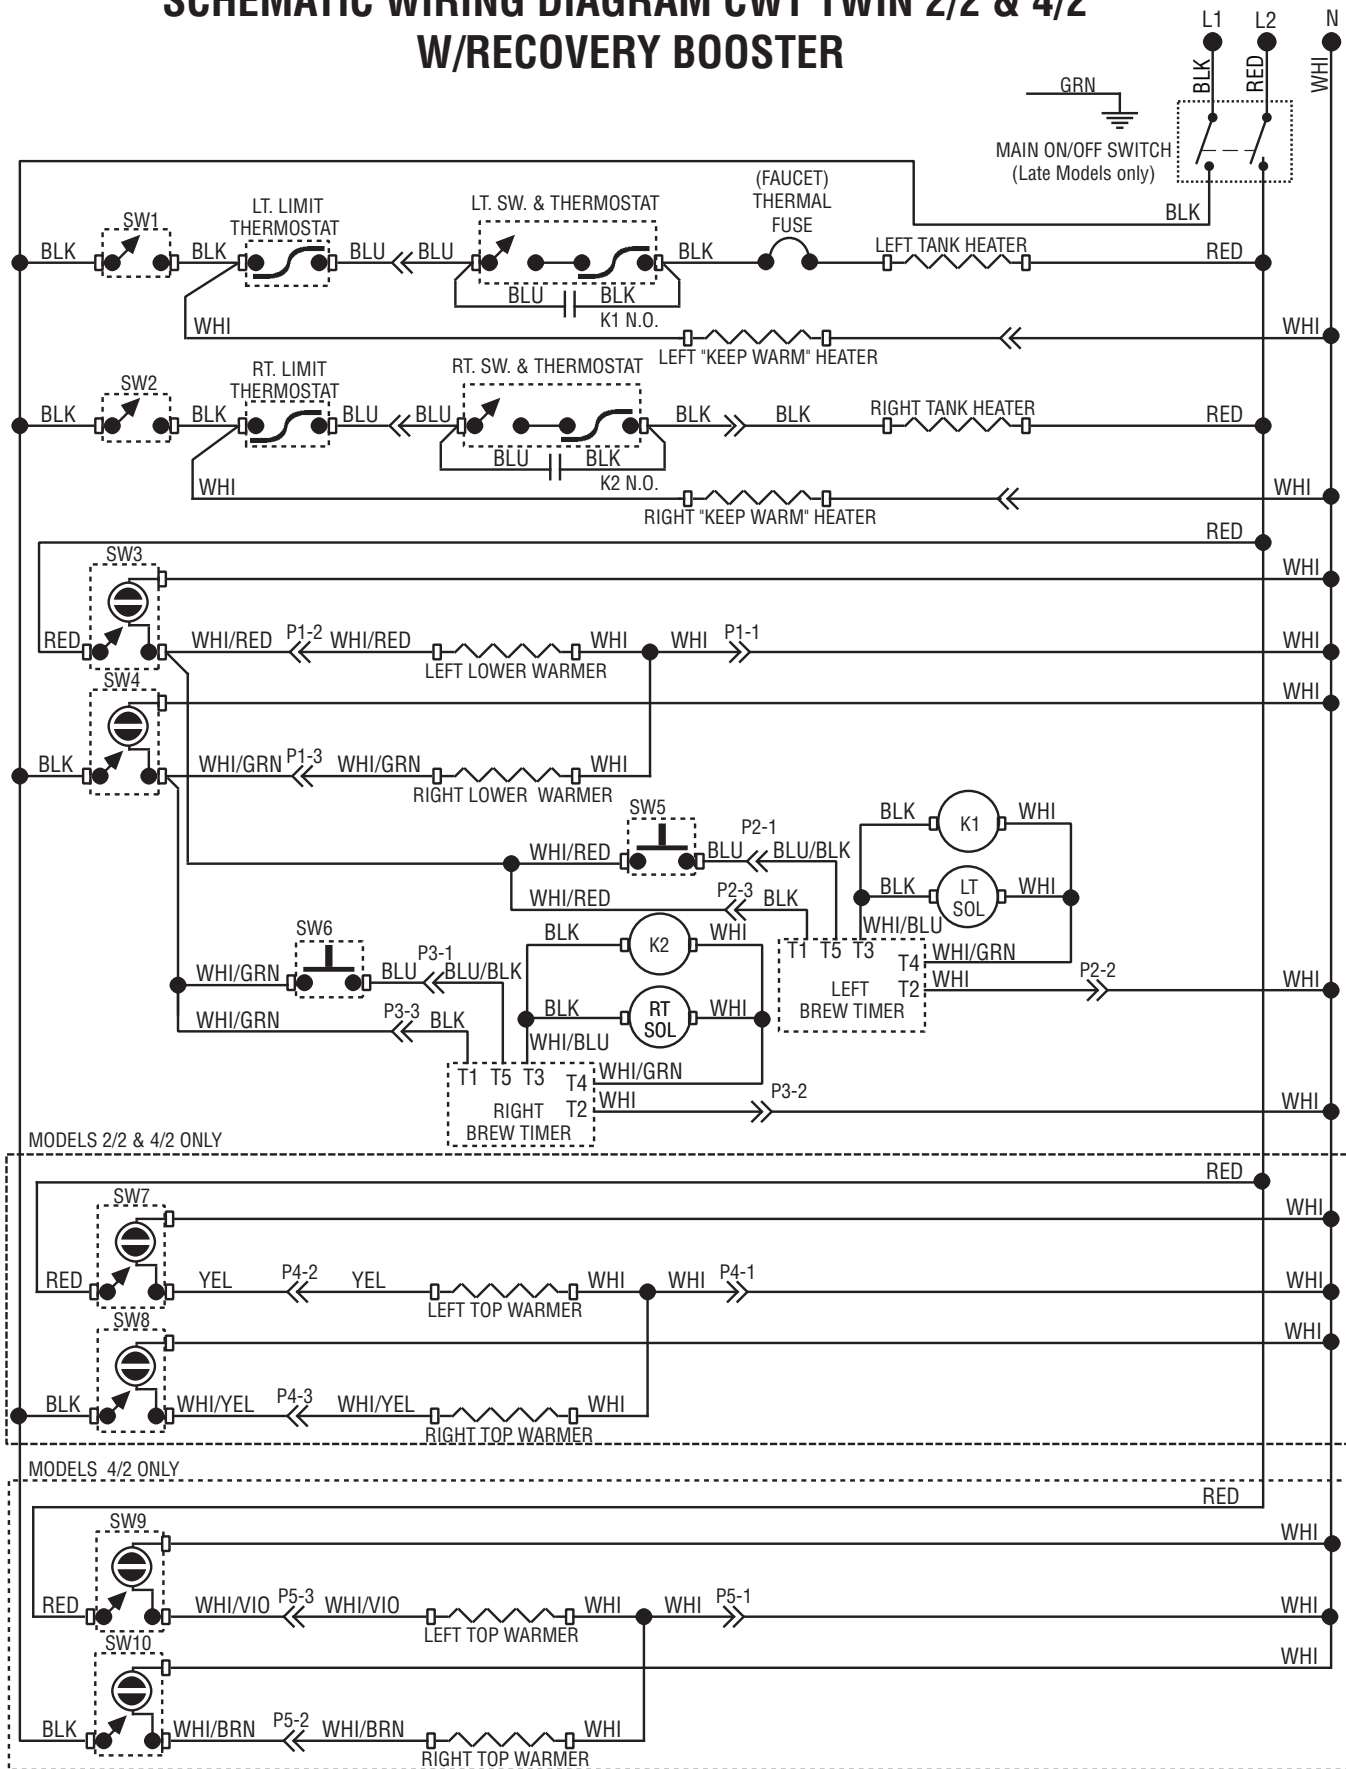 SCHEMATIC WIRING DIAGRAM CWT TWIN 2/2 & 4/2
W/RECOVERY BOOSTER
L1 L2 N
BLK RED WHI
GRN
MAIN ON/OFF SWITCH
(Late Models only)
BLK
SW1
LT. LIMIT
THERMOSTAT
LT. SW. & THERMOSTAT
(FAUCET)
THERMAL
FUSE
LEFT TANK HEATER
BLK BLK BLU BLU BLK RED
BLU BLK
K1 N.O.
WHI WHI
LEFT "KEEP WARM" HEATER
SW2
RT. LIMIT
THERMOSTAT
RT. SW. & THERMOSTAT
RIGHT TANK HEATER
BLK BLK BLU BLU BLK BLK RED
BLU BLK
K2 N.O.
WHI WHI
RIGHT "KEEP WARM" HEATER
RED
SW3
WHI
RED WHI/RED P1-2 WHI/RED WHI WHI P1-1 WHI
LEFT LOWER WARMER
SW4
WHI
BLK WHI/GRN P1-3 WHI/GRN WHI
RIGHT LOWER WARMER
SW5
P2-1
BLK K1 WHI
WHI/RED BLU BLU/BLK
BLK LT
SOL WHI
WHI/RED P2-3 BLK
WHI/BLU
SW6
BLK K2 WHI
T1 T5 T3
T4 WHI/GRN
T2 WHI P2-2 WHI
LEFT
BREW TIMER
WHI/GRN BLU P3-1 BLU/BLK
BLK RT
SOL WHI
WHI/GRN P3-3 BLK
WHI/BLU
T1 T5 T3
T4 WHI/GRN
T2 WHI P3-2 WHI
RIGHT
BREW TIMER
MODELS 2/2 & 4/2 ONLY
RED
SW7
WHI
RED YEL P4-2 YEL WHI WHI P4-1 WHI
LEFT TOP WARMER
SW8
WHI
BLK WHI/YEL P4-3 WHI/YEL WHI
RIGHT TOP WARMER
MODELS 4/2 ONLY
RED
SW9
WHI
RED WHI/VIO P5-3 WHI/VIO WHI WHI P5-1 WHI
LEFT TOP WARMER
SW10
WHI
BLK WHI/BRN P5-2 WHI/BRN WHI
RIGHT TOP WARMER